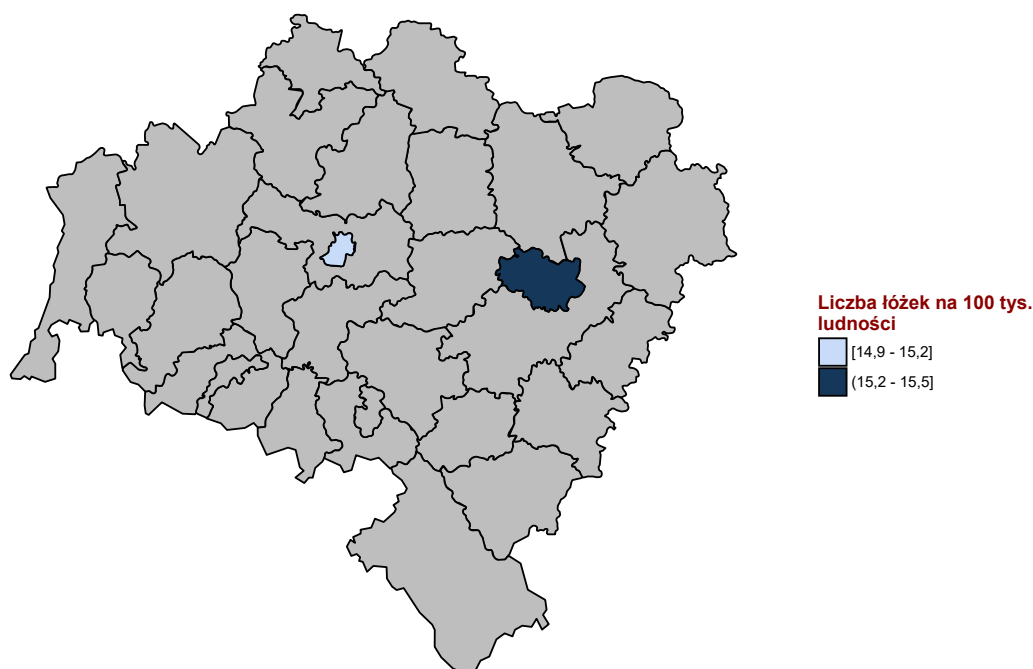 Liczba łóżek na 100 tys.
ludności
[14,9 - 15,2]
(15,2 - 15,5]